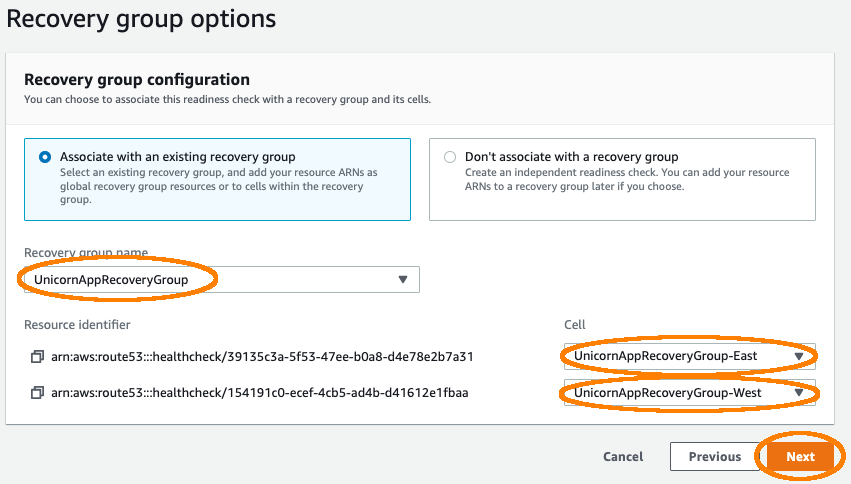 Recovery group options
Recovery group configuration
You can choose to associate this readiness check with a recovery group and its cells.
Associate with an existing recovery group
Select an existing recovery group, and add your resource ARNs as
global recovery group resources or to cells within the recovery
group.
Don't associate with a recovery group
Create an independent readiness check. You can add your resource
ARNs to a recovery group later if you choose.
Recovery group name
UnicornAppRecoveryGroup
Resource identifier
Cell
arn:aws:route53:::healthcheck/39135c3a-5f53-47ee-b0a8-d4e78e2b7a31
UnicornAppRecoveryGroup-East
arn:aws:route53:::healthcheck/154191c0-ecef-4cb5-ad4b-d41612e1fbaa
UnicornAppRecoveryGroup-West
Cancel
Previous
Next